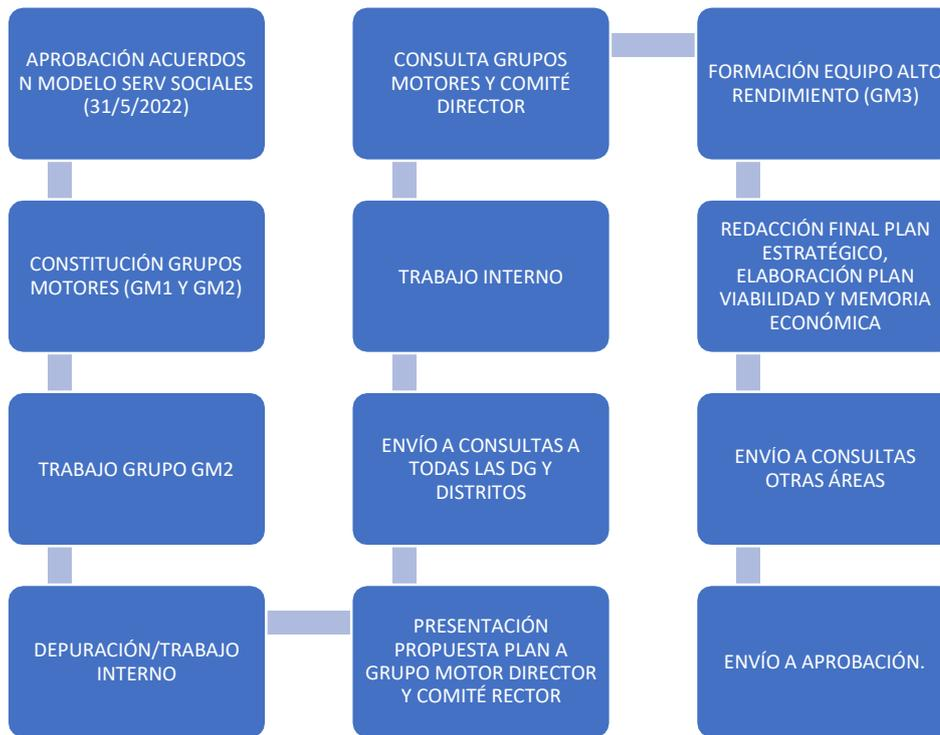 APROBACIÓN ACUERDOS
N MODELO SERV SOCIALES
(31/5/2022)
CONSTITUCIÓN GRUPOS
MOTORES (GM1 Y GM2)
TRABAJO GRUPO GM2
DEPURACIÓN/TRABAJO
INTERNO
PRESENTACIÓN
PROPUESTA PLAN A
GRUPO MOTOR DIRECTOR
Y COMITÉ RECTOR
ENVÍO A CONSULTAS A
TODAS LAS DG Y
DISTRITOS
TRABAJO INTERNO
CONSULTA GRUPOS
MOTORES Y COMITÉ
DIRECTOR
FORMACIÓN EQUIPO ALTO
RENDIMIENTO (GM3)
REDACCIÓN FINAL PLAN
ESTRATÉGICO,
ELABORACIÓN PLAN
VIABILIDAD Y MEMORIA
ECONÓMICA
ENVÍO A CONSULTAS
OTRAS ÁREAS
ENVÍO A APROBACIÓN.